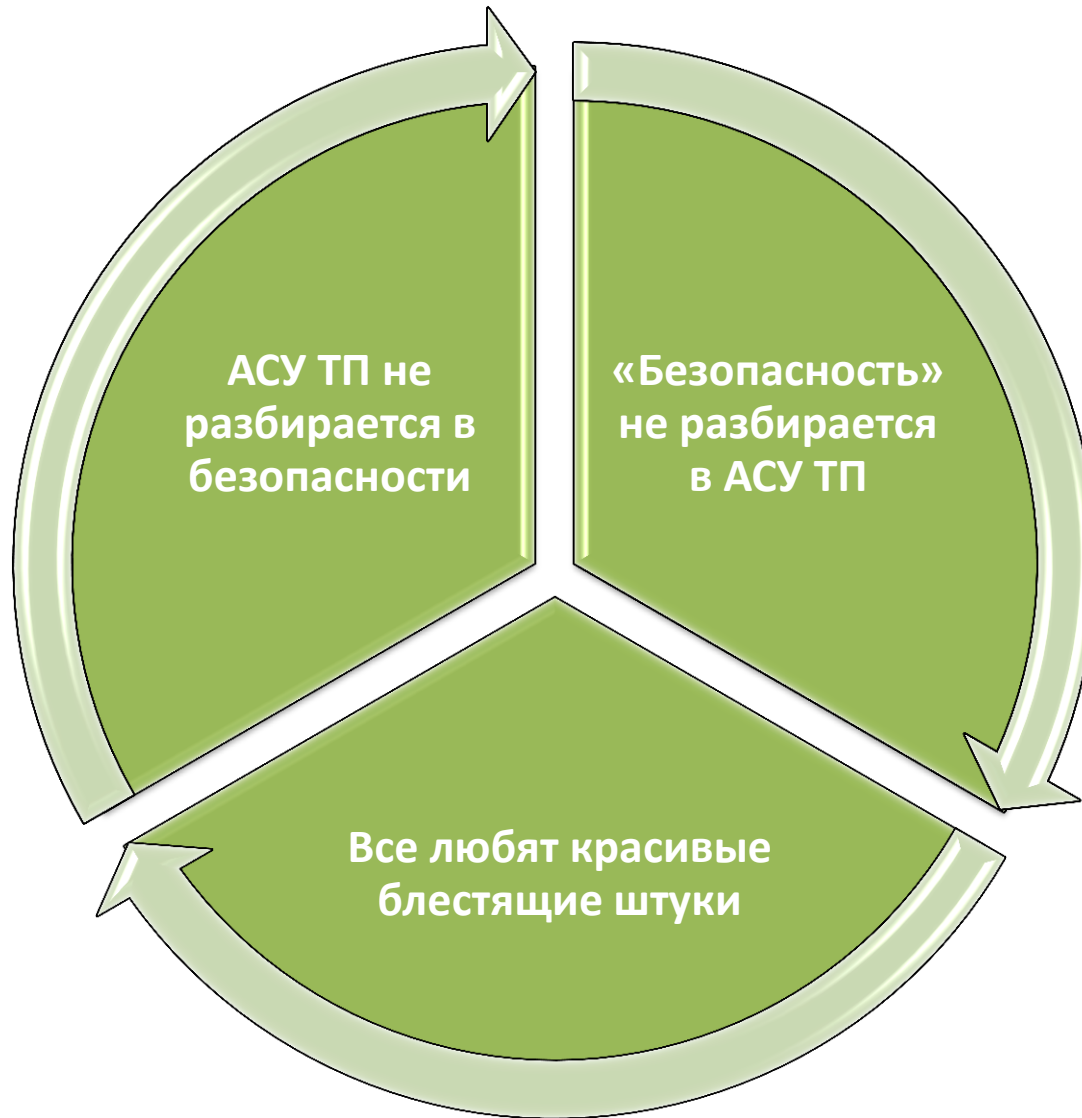 АСУ ТП не
разбирается в
безопасности
«Безопасность»
не разбирается
в АСУ ТП
Все любят красивые
блестящие штуки